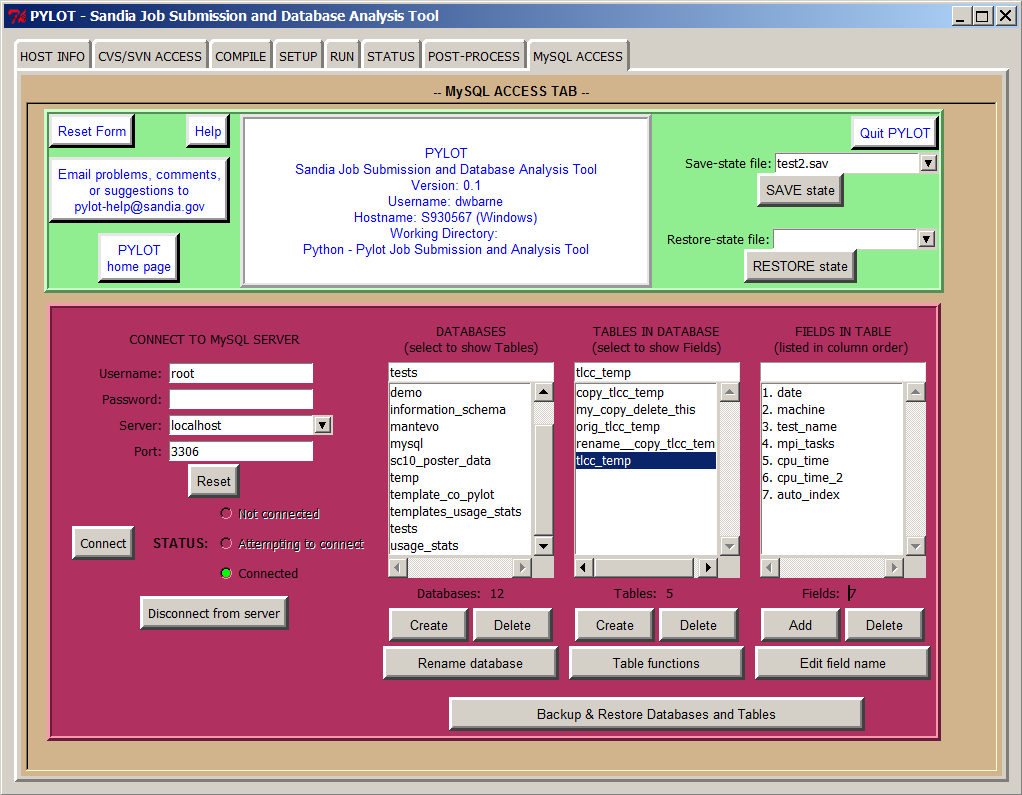 PYLOT - Sandia Job Submission and Database Analysis Tool
HOST INFO
CVS/SVN ACCESS
COMPILE
SETUP
RUN
STATUS
POST-PROCESS
MySQL ACCESS
-- MySQL ACCESS TAB --
Reset Form
Help
Email problems, comments,
or suggestions to
pylot-help@sandia.gov
PYLOT
home page
PYLOT
Sandia Job Submission and Database Analysis Tool
Version: 0.1
Username: dwbarne
Hostname: S930567 (Windows)
Working Directory:
Python - Pylot Job Submission and Analysis Tool
Quit PYLOT
Save-state file: test2.sav
SAVE state
Restore-state file:
RESTORE state
CONNECT TO MySQL SERVER
Username: root
Password:
Server: localhost
Port: 3306
Reset
Not connected
Connect
STATUS:
Attempting to connect
Connected
Disconnect from server
DATABASES
(select to show Tables)
tests
demo
information_schema
mantevo
mysql
sc10_poster_data
temp
template_co_pylot
templates_usage_stats
tests
usage_stats
Databases: 12
Create
Delete
Rename database
TABLES IN DATABASE
(select to show Fields)
tlcc_temp
copy_tlcc_temp
my_copy_delete_this
orig_tlcc_temp
rename__copy_tlcc_tem
tlcc_temp
Tables: 5
Create
Delete
Table functions
FIELDS IN TABLE
(listed in column order)
1. date
2. machine
3. test_name
4. mpi_tasks
5. cpu_time
6. cpu_time_2
7. auto_index
Fields: 7
Add
Delete
Edit field name
Backup & Restore Databases and Tables